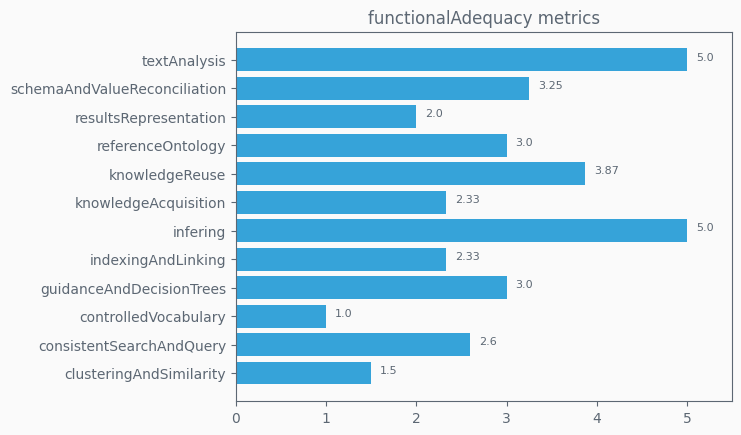 functionalAdequacy metrics
textAnalysis 5.0
schemaAndValueReconciliation 3.25
resultsRepresentation 2.0
referenceOntology 3.0
knowledgeReuse 3.87
knowledgeAcquisition 2.33
infering 5.0
indexingAndLinking 2.33
guidanceAndDecisionTrees 3.0
controlledVocabulary 1.0
consistentSearchAndQuery 2.6
clusteringAndSimilarity 1.5
0 1 2 3 4 5